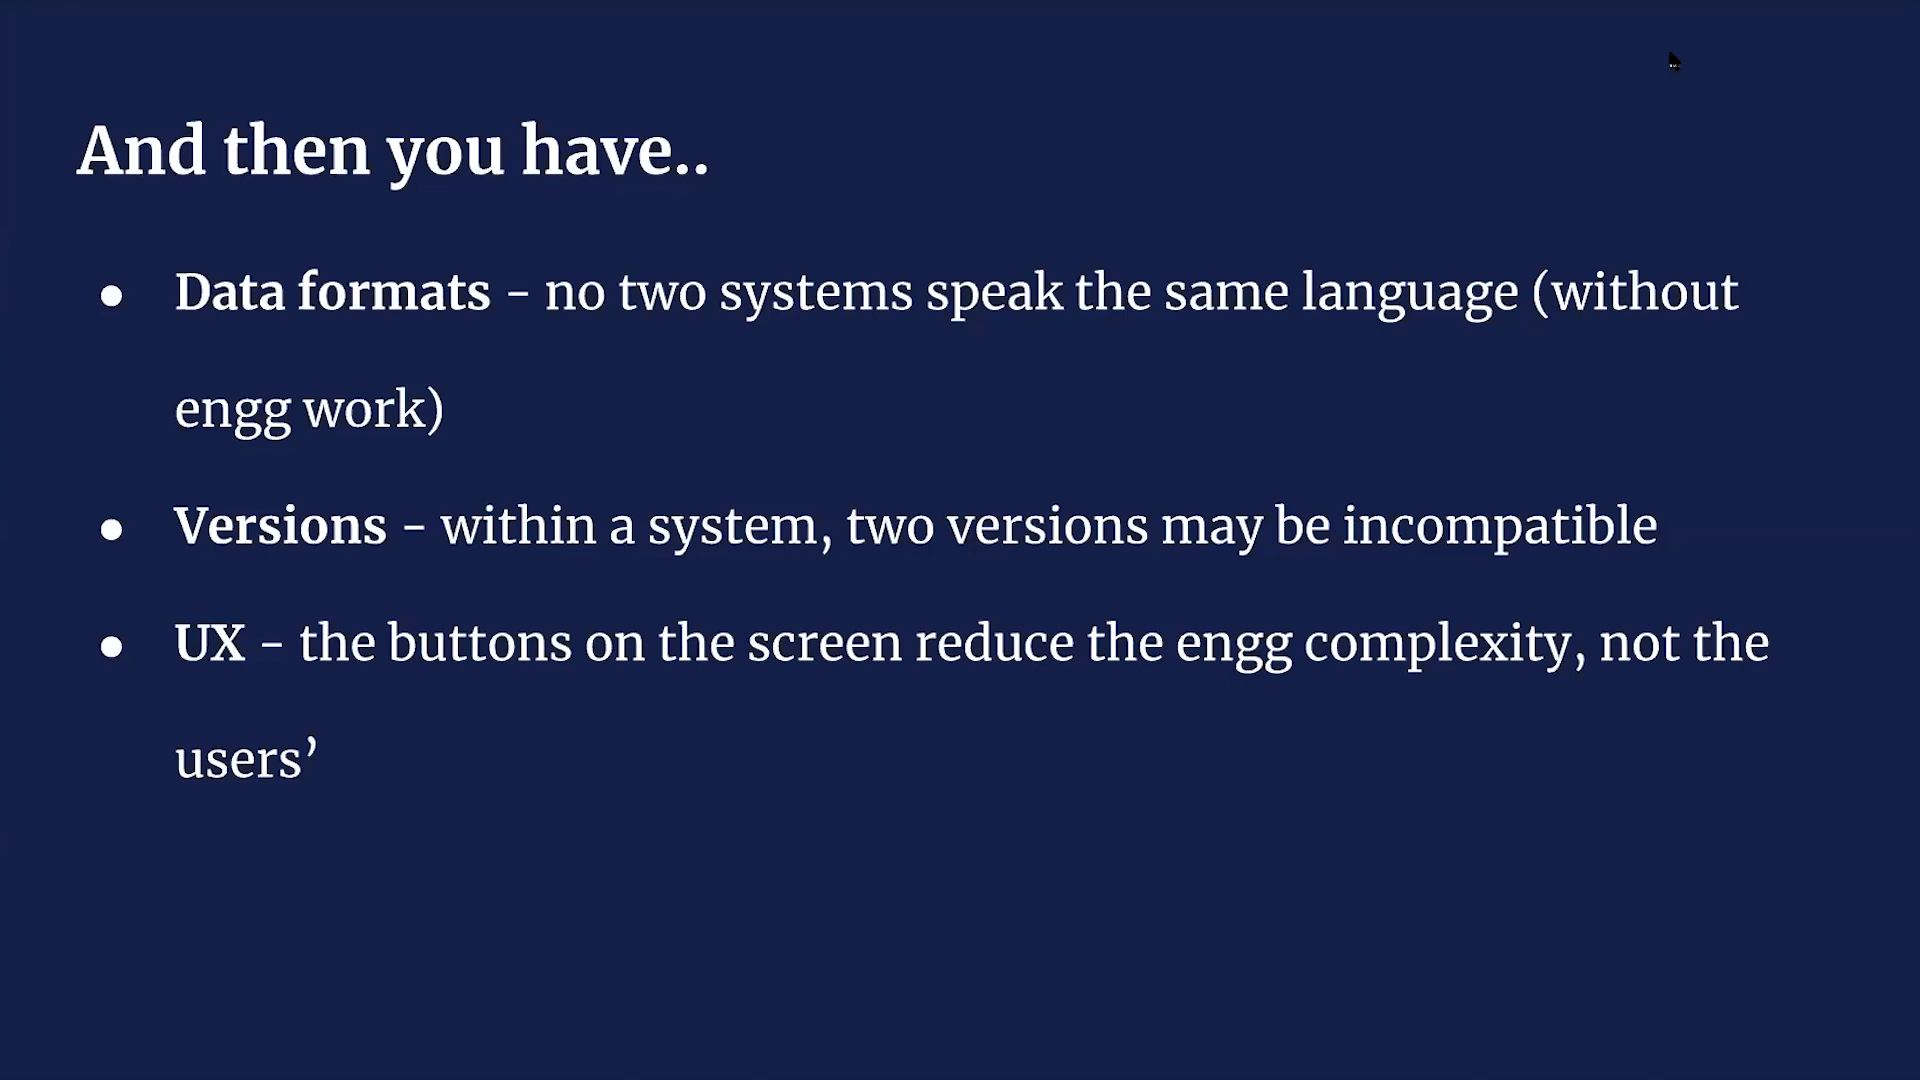 And then you have..
● Data formats - no two systems speak the same language (without
engg work)
● Versions - within a system, two versions may be incompatible
● UX - the buttons on the screen reduce the engg complexity, not the
users’